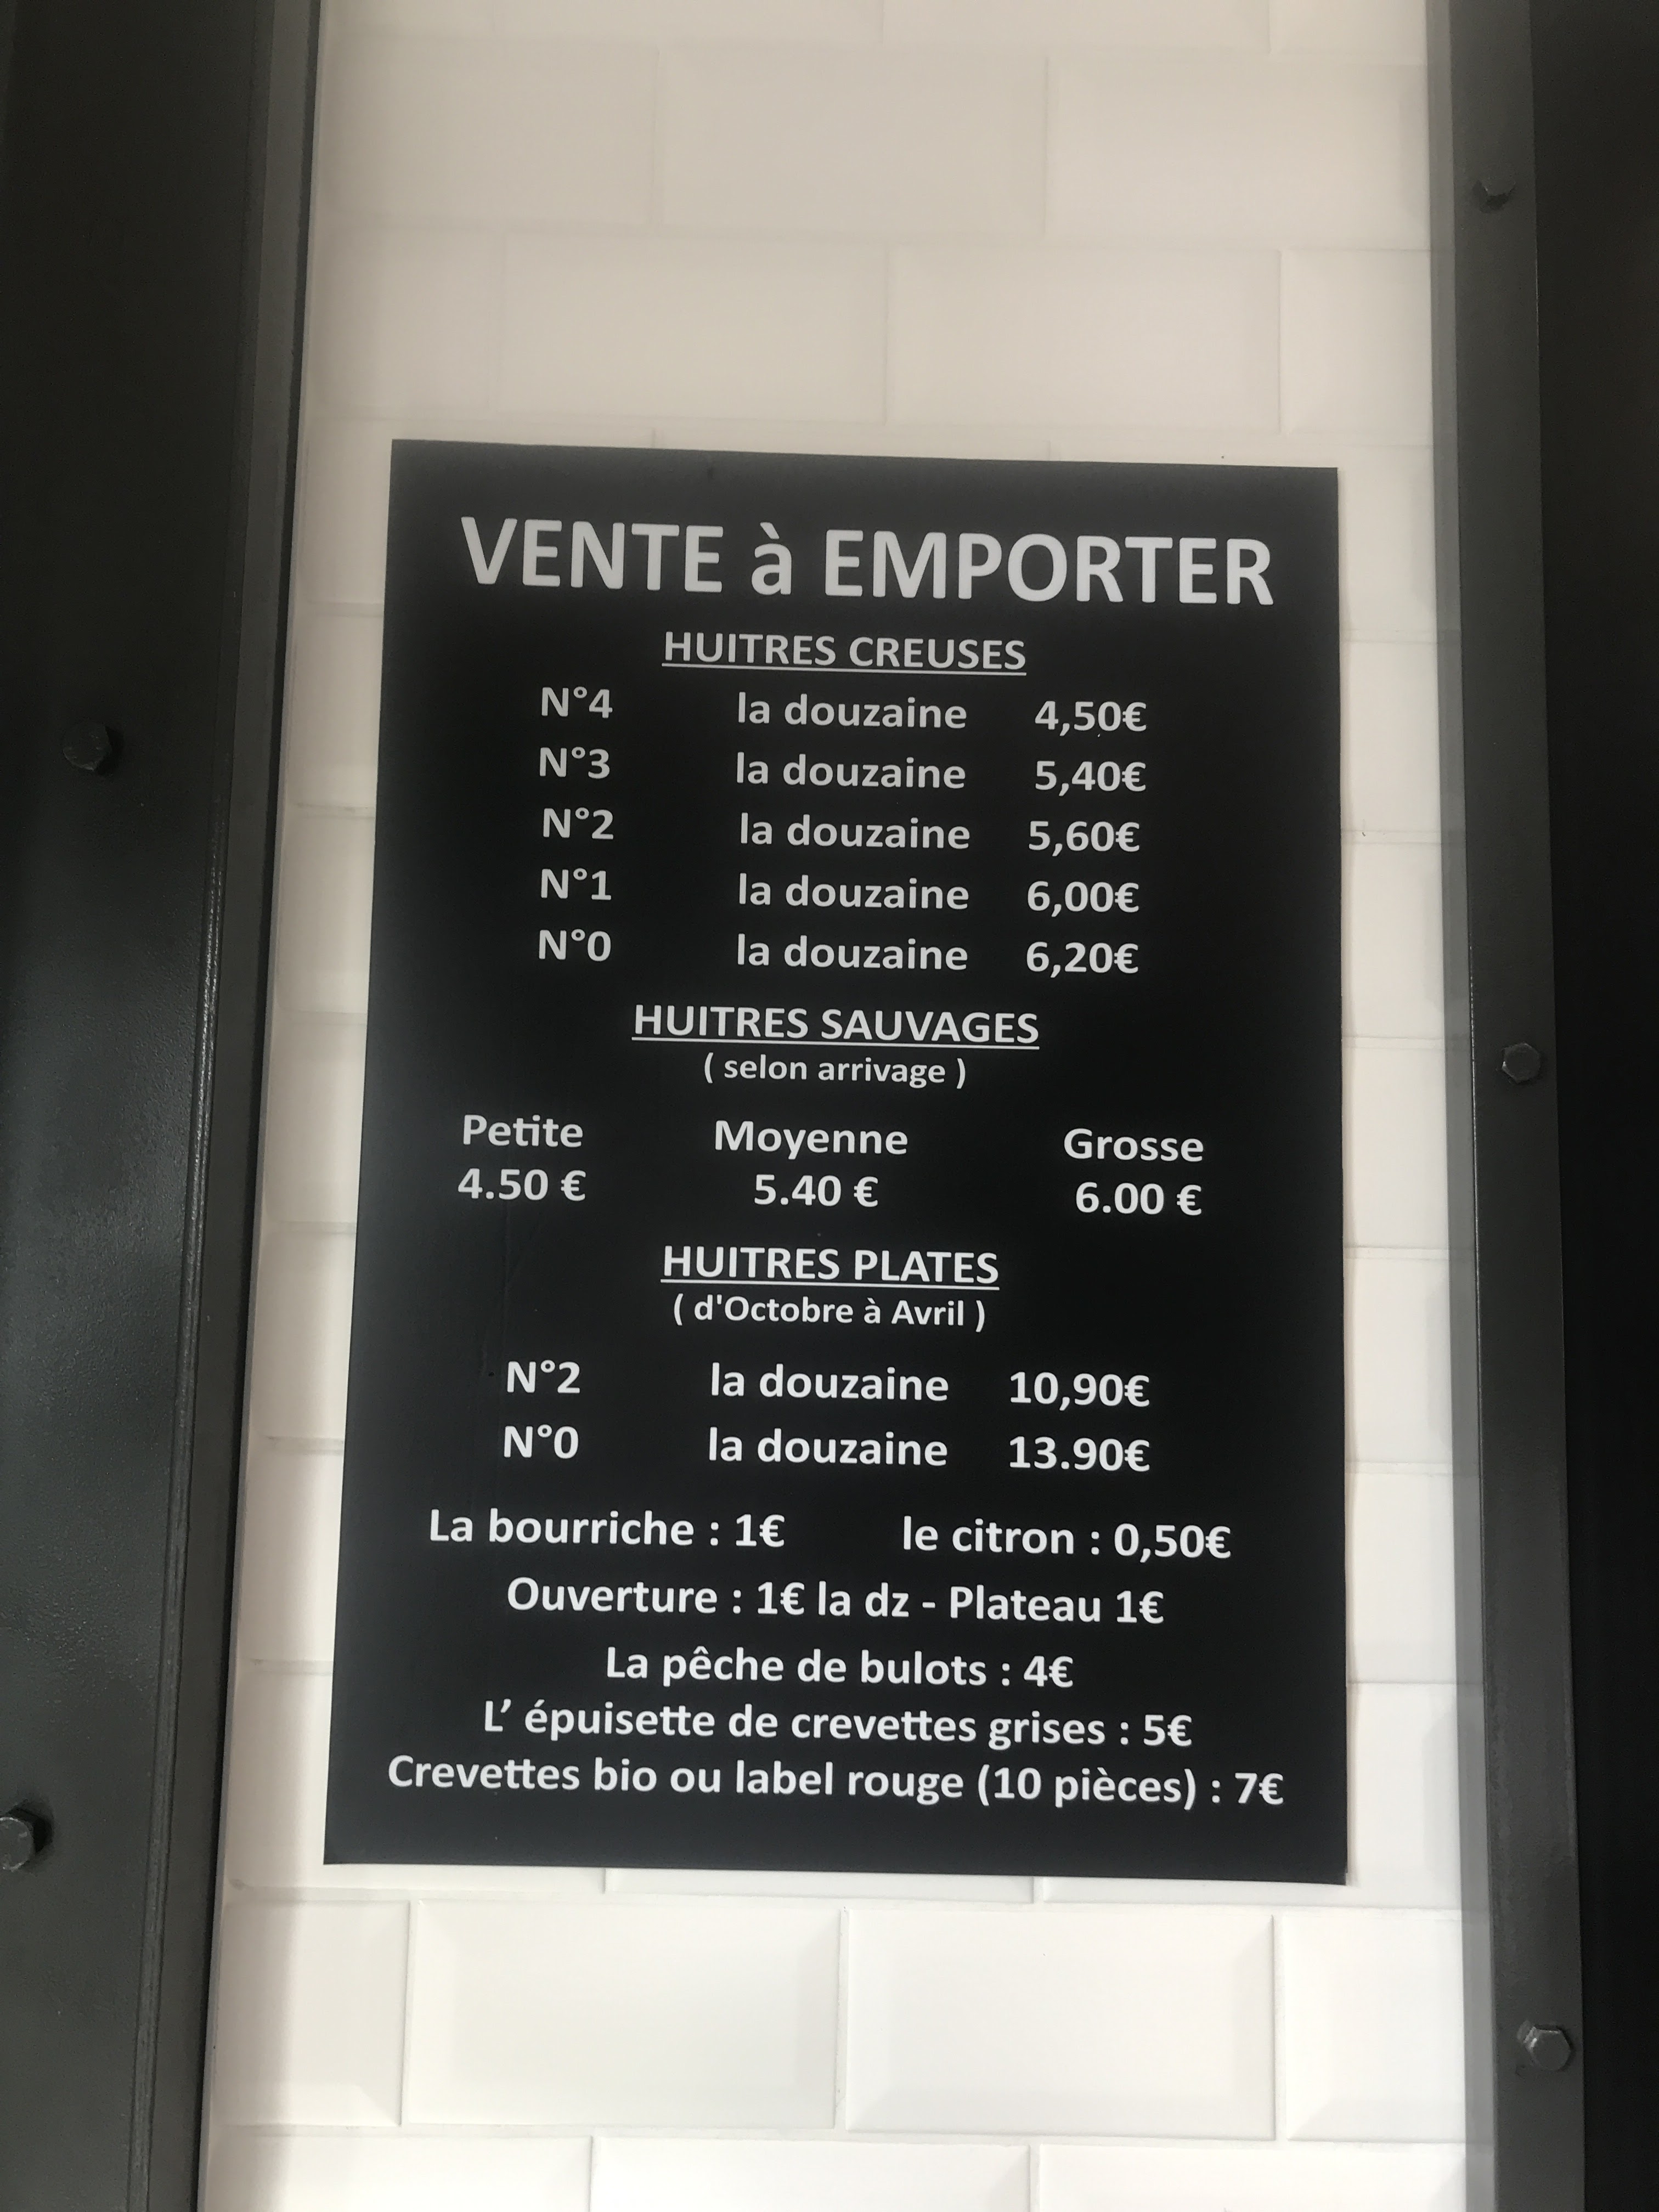 VENTE à EMPORTER
HUITRES CREUSES
N°4 la douzaine 4,50€
N°3 la douzaine 5,40€
N°2 la douzaine 5,60€
N°1 la douzaine 6,00€
N°0 la douzaine 6,20€
HUITRES SAUVAGES
( selon arrivage )
Petite Moyenne Grosse
4.50 € 5.40 € 6.00 €
HUITRES PLATES
( d'Octobre à Avril )
N°2 la douzaine 10,90€
N°0 la douzaine 13.90€
La bourriche : 1€ le citron : 0,50€
Ouverture : 1€ la dz - Plateau 1€
La pêche de bulots : 4€
L’ épuisette de crevettes grises : 5€
Crevettes bio ou label rouge (10 pièces) : 7€